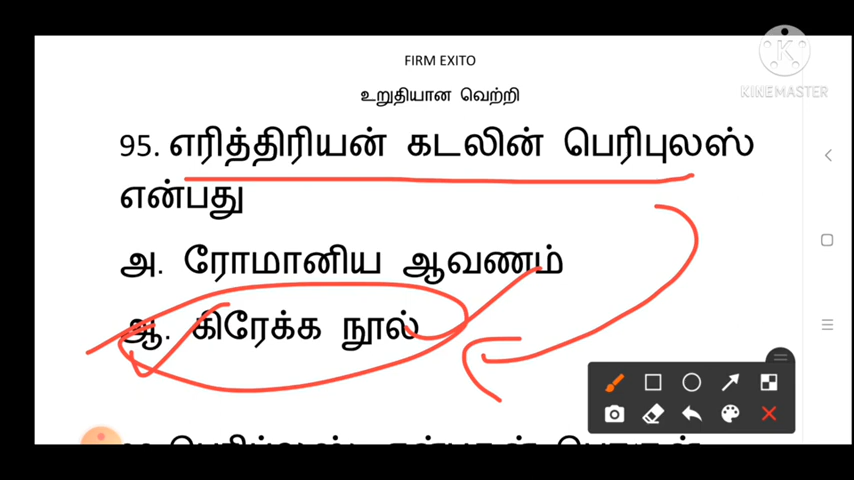 FIRM EXITO
உறுதியான வெற்றி
KINEMASTER
95. எரித்திரியன் கடலின் பெரிபுலஸ்
என்பது
அ. ரோமானிய ஆவணம்
ஆ. கிரேக்க நூல்